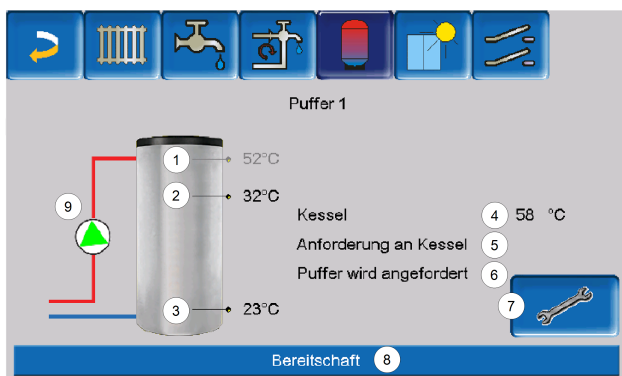 Puffer 1
1 52°C
2 32°C
9
Kessel 4 58 °C
Anforderung an Kessel 5
Puffer wird angefordert 6
3 23°C
7
Bereitschaft 8